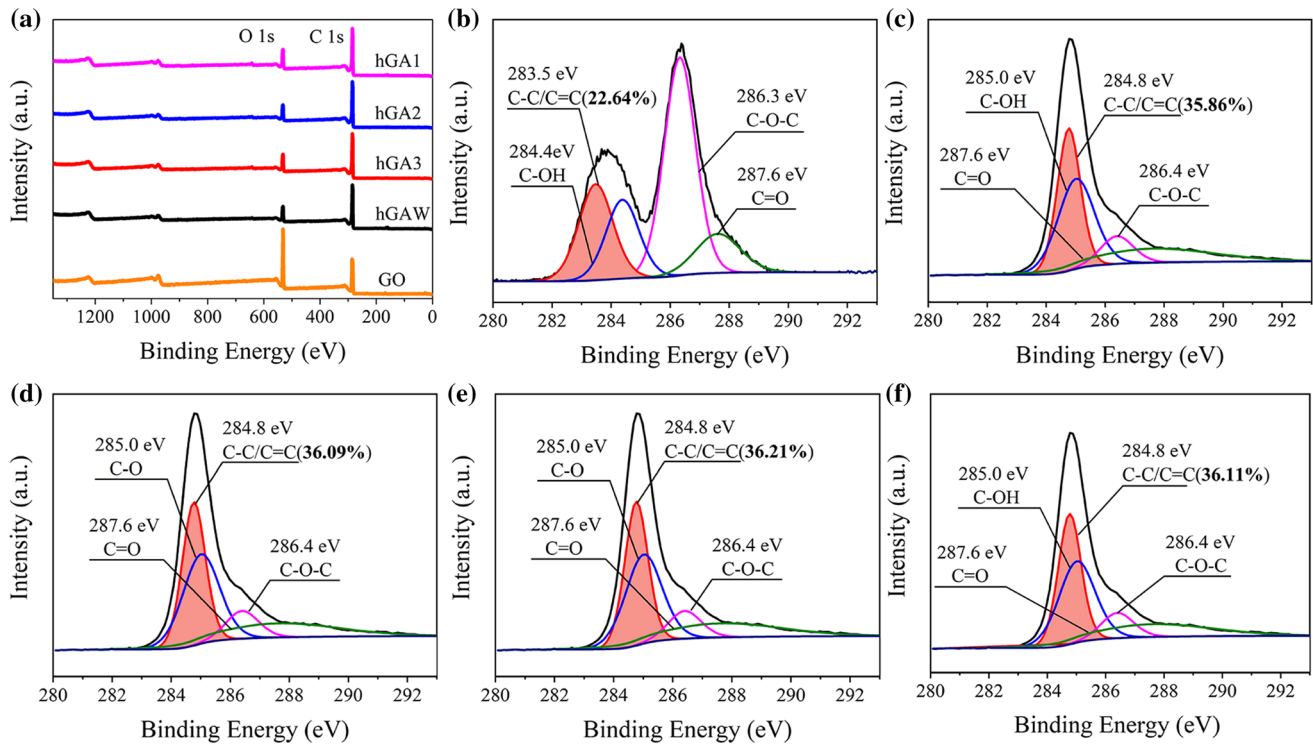 (a)
O 1s C 1s
hGA1
hGA2
hGA3
hGAW
GO
Intensity (a.u.)
1200 1000 800 600 400 200 0
Binding Energy (eV)
(b)
283.5 eV
C-C/C=C(22.64%)
284.4eV
C-OH
286.3 eV
C-O-C
287.6 eV
C=O
Intensity (a.u.)
280 282 284 286 288 290 292
Binding Energy (eV)
(c)
285.0 eV
C-OH
284.8 eV
C-C/C=C(35.86%)
287.6 eV
C=O
286.4 eV
C-O-C
Intensity (a.u.)
280 282 284 286 288 290 292
Binding Energy (eV)
(d)
284.8 eV
C-C/C=C(36.09%)
285.0 eV
C-O
287.6 eV
C=O
286.4 eV
C-O-C
Intensity (a.u.)
280 282 284 286 288 290 292
Binding Energy (eV)
(e)
284.8 eV
C-C/C=C(36.21%)
285.0 eV
C-O
287.6 eV
C=O
286.4 eV
C-O-C
Intensity (a.u.)
280 282 284 286 288 290 292
Binding Energy (eV)
(f)
284.8 eV
C-C/C=C(36.11%)
285.0 eV
C-OH
287.6 eV
C=O
286.4 eV
C-O-C
Intensity (a.u.)
280 282 284 286 288 290 292
Binding Energy (eV)